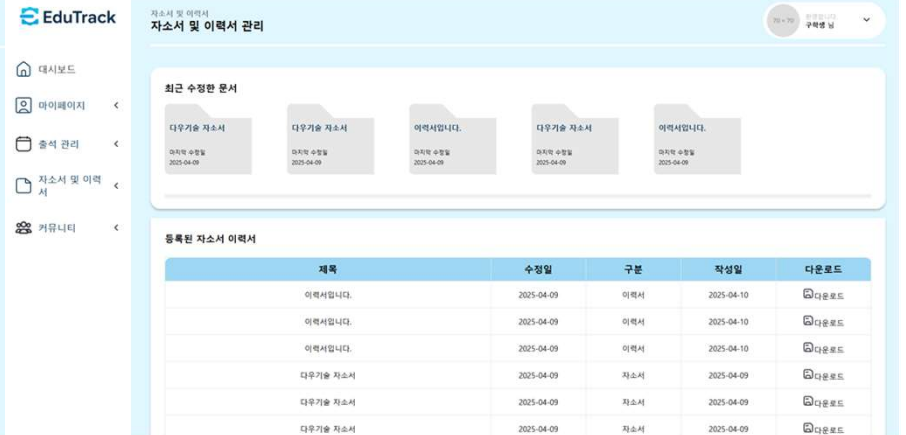 EduTrack
자소서 및 이력서
자소서 및 이력서 관리
70 × 70
환영합니다.
구학생 님
대시보드
마이페이지
출석 관리
자소서 및 이력
서
커뮤니티
최근 수정한 문서
다우기술 자소서
마지막 수정일
2025-04-09
다우기술 자소서
마지막 수정일
2025-04-09
이력서입니다.
마지막 수정일
2025-04-09
다우기술 자소서
마지막 수정일
2025-04-09
이력서입니다.
마지막 수정일
2025-04-09
등록된 자소서 이력서
제목 수정일 구분 작성일 다운로드
이력서입니다. 2025-04-09 이력서 2025-04-10 다운로드
이력서입니다. 2025-04-09 이력서 2025-04-10 다운로드
이력서입니다. 2025-04-09 이력서 2025-04-10 다운로드
다우기술 자소서 2025-04-09 자소서 2025-04-09 다운로드
다우기술 자소서 2025-04-09 자소서 2025-04-09 다운로드
다우기술 자소서 2025-04-09 자소서 2025-04-09 다운로드